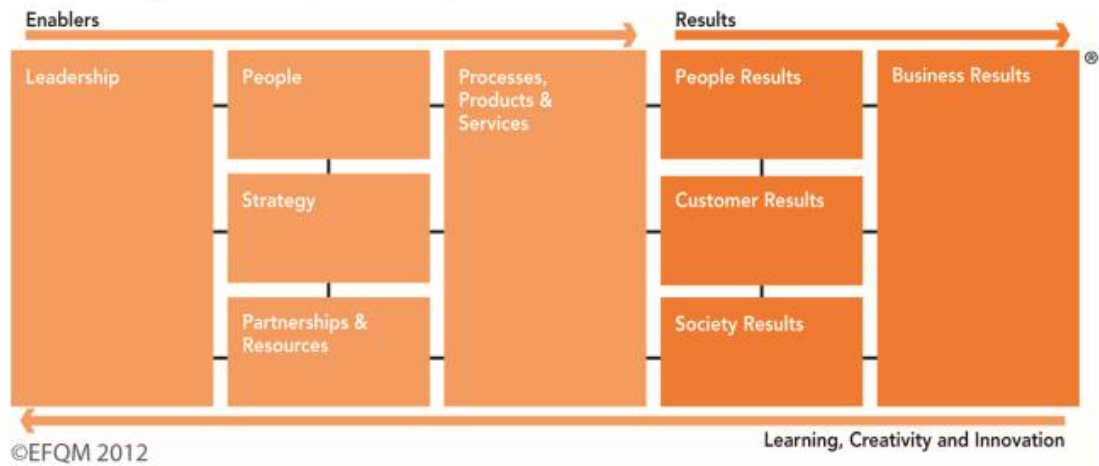 Enablers
Results
Leadership
People
Processes,
Products &
Services
People Results
Business Results
®
Strategy
Customer Results
Partnerships &
Resources
Society Results
Learning, Creativity and Innovation
©EFQM 2012